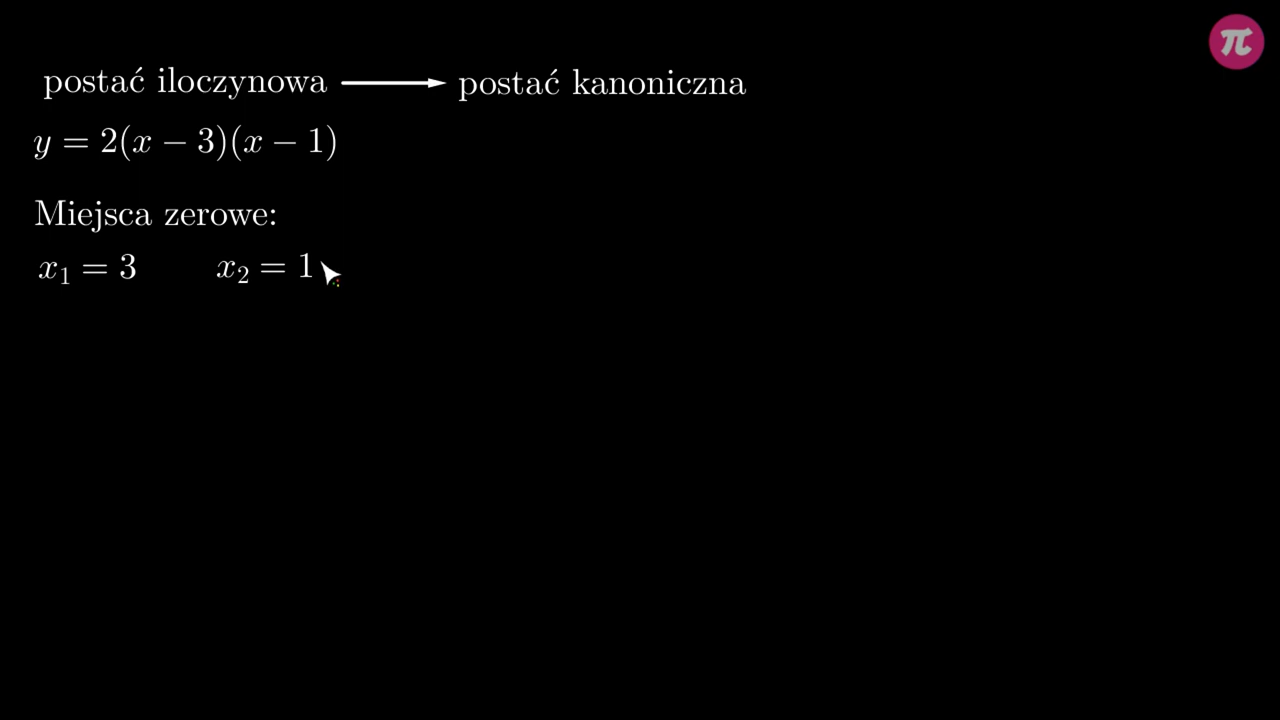 postać iloczynowa ⟶ postać kanoniczna
y = 2(x − 3)(x − 1)
Miejsca zerowe:
x₁ = 3 x₂ = 1
π